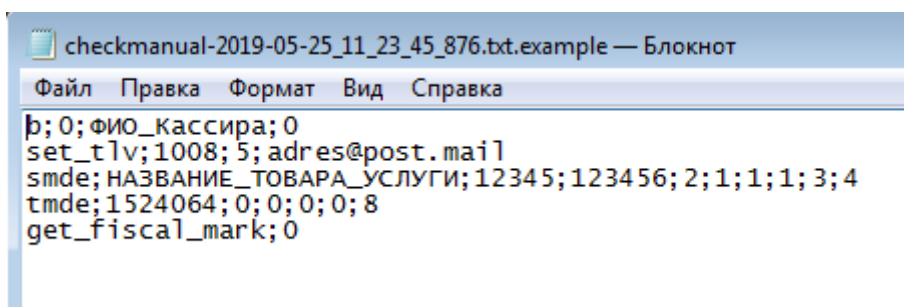 checkmanual-2019-05-25_11_23_45_876.txt.example — Блокнот
Файл Правка Формат Вид Справка
b;0;ФИО_Кассира;0
set_tlv;1008;5;adres@post.mail
smde;НАЗВАНИЕ_ТОВАРА_УСЛУГИ;12345;123456;2;1;1;1;3;4
tmde;1524064;0;0;0;0;8
get_fiscal_mark;0